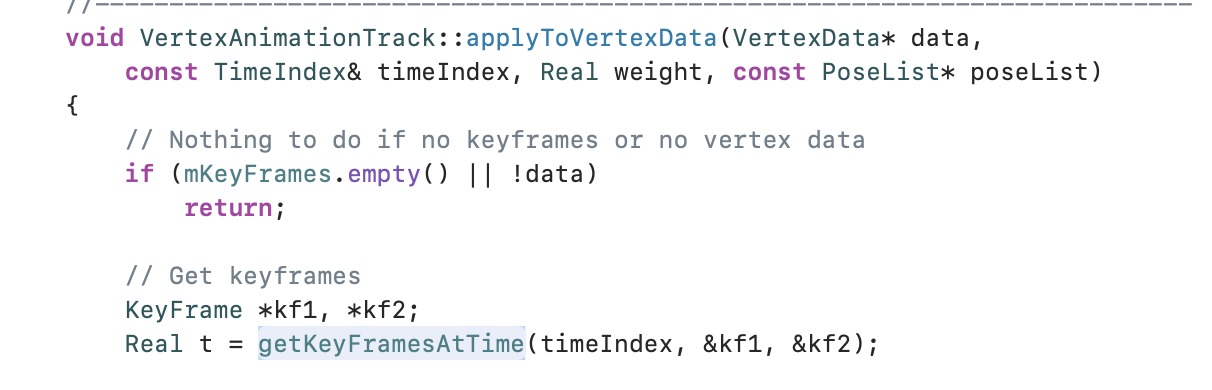 //--------------------------------------------------------------------------
void VertexAnimationTrack::applyToVertexData(VertexData* data,
    const TimeIndex& timeIndex, Real weight, const PoseList* poseList)
{
    // Nothing to do if no keyframes or no vertex data
    if (mKeyFrames.empty() || !data)
        return;

    // Get keyframes
    KeyFrame *kf1, *kf2;
    Real t = getKeyFramesAtTime(timeIndex, &kf1, &kf2);